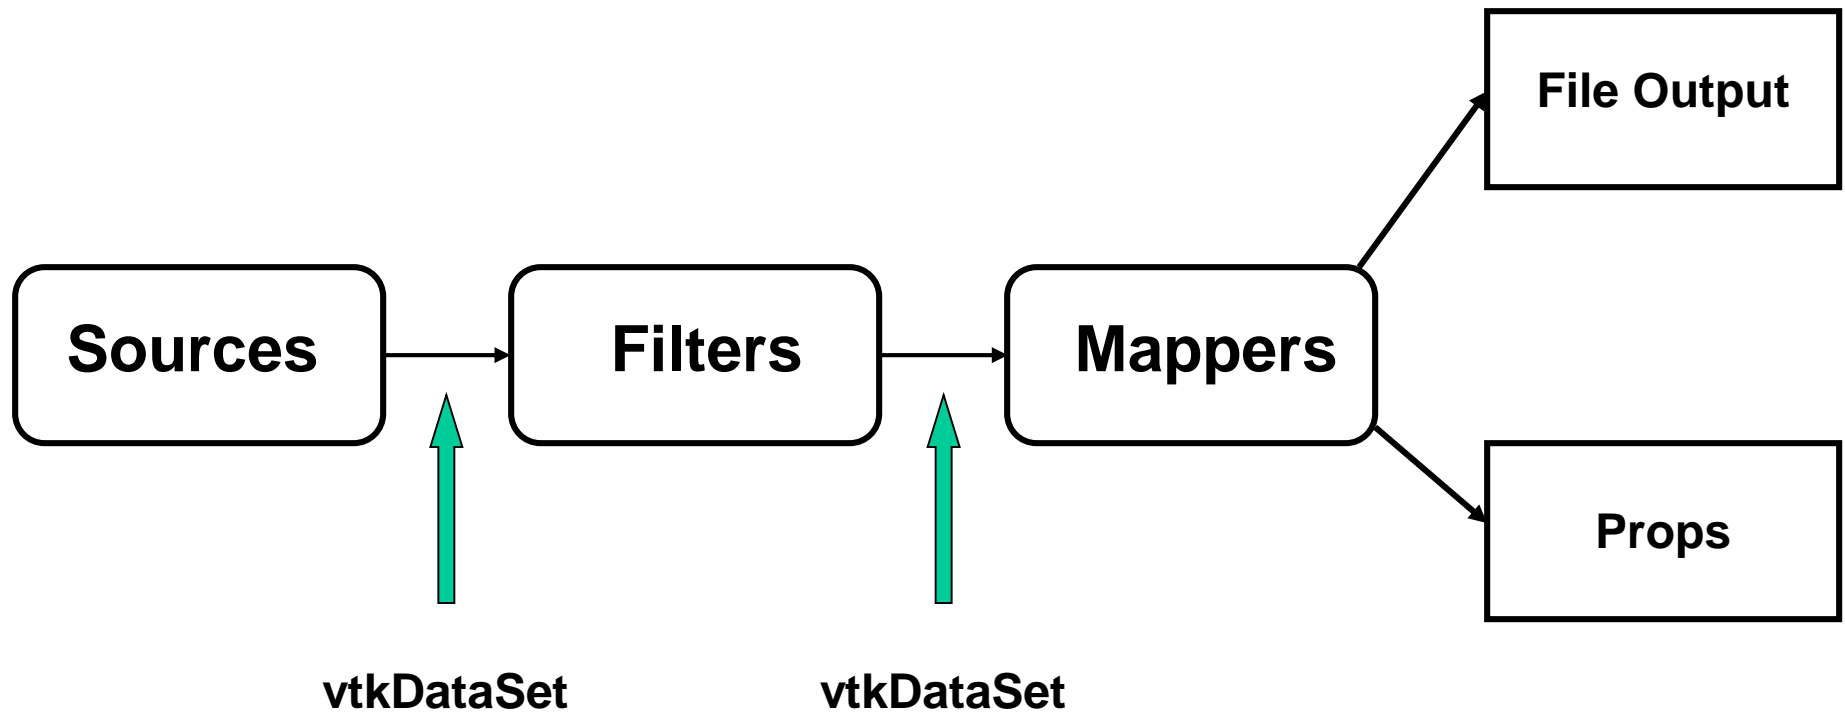 File Output
Sources
Filters
Mappers
Props
vtkDataSet
vtkDataSet